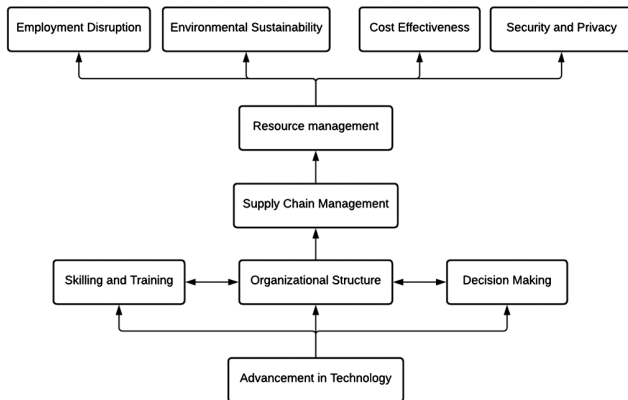 Employment Disruption
Environmental Sustainability
Cost Effectiveness
Security and Privacy
Resource management
Supply Chain Management
Skilling and Training
Organizational Structure
Decision Making
Advancement in Technology